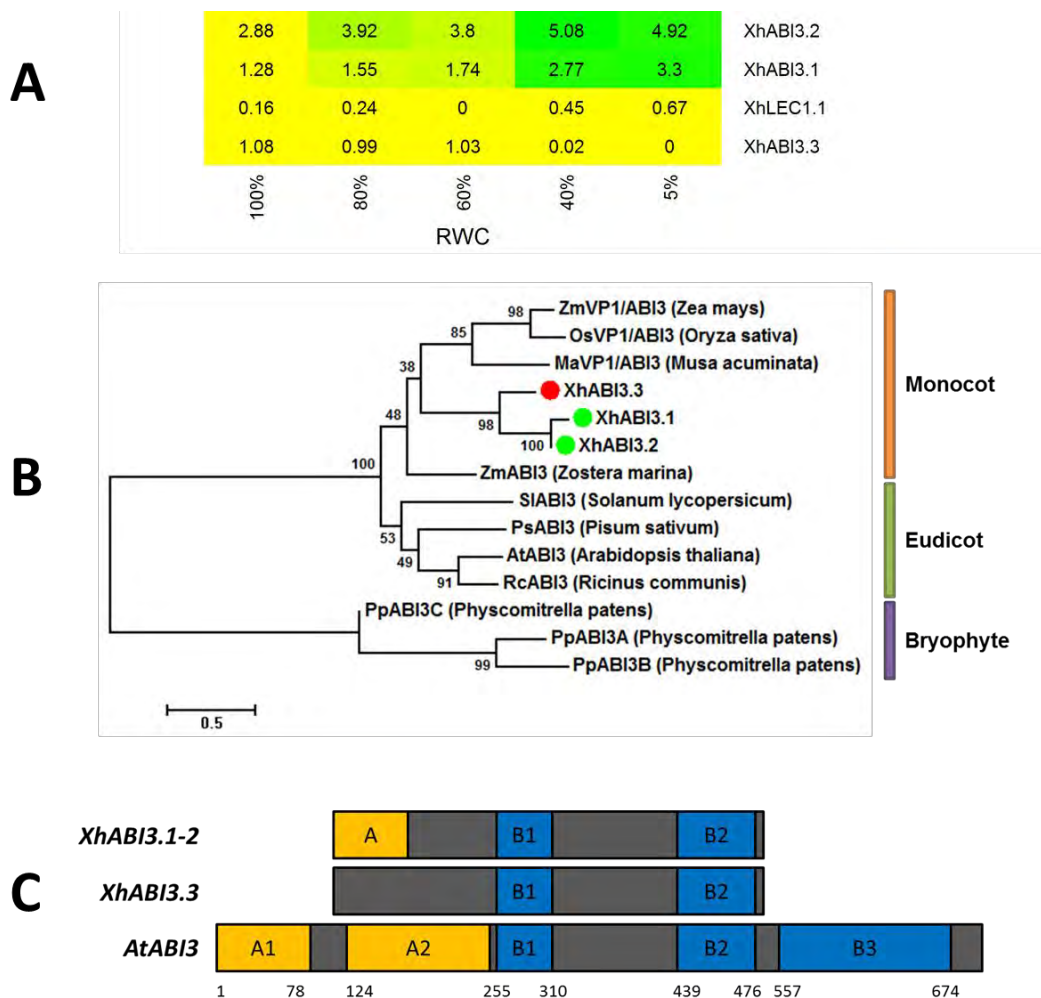 A
2.88 3.92 3.8 5.08 4.92 XhABI3.2
1.28 1.55 1.74 2.77 3.3 XhABI3.1
0.16 0.24 0 0.45 0.67 XhLEC1.1
1.08 0.99 1.03 0.02 0 XhABI3.3
100% 80% 60% 40% 5%
RWC
B
98 ZmVP1/ABI3 (Zea mays)
OsVP1/ABI3 (Oryza sativa)
85
MaVP1/ABI3 (Musa acuminata)
38
XhABI3.3
Monocot
48
98
XhABI3.1
100 XhABI3.2
100
ZmABI3 (Zostera marina)
SlABI3 (Solanum lycopersicum)
53
PsABI3 (Pisum sativum)
Eudicot
49
AtABI3 (Arabidopsis thaliana)
91
RcABI3 (Ricinus communis)
PpABI3C (Physcomitrella patens)
PpABI3A (Physcomitrella patens)
Bryophyte
99
PpABI3B (Physcomitrella patens)
0.5
C
XhABI3.1-2 A B1 B2
XhABI3.3 B1 B2
AtABI3 A1 A2 B1 B2 B3
1 78 124 255 310 439 476 557 674